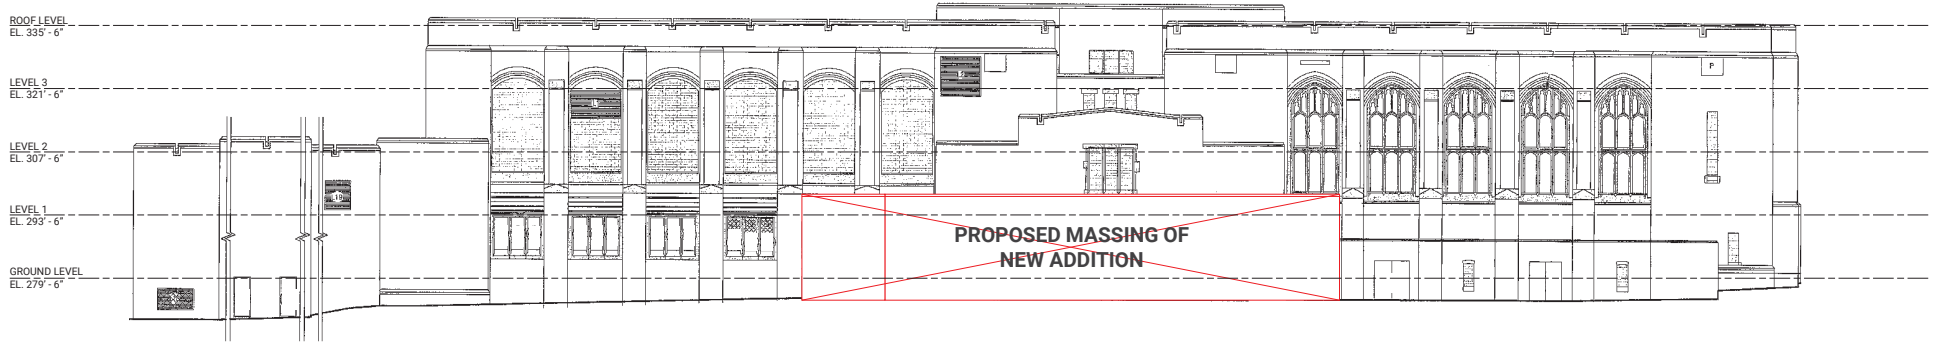 ROOF LEVEL
EL. 335' - 6"
LEVEL 3
EL. 321' - 6"
LEVEL 2
EL. 307' - 6"
LEVEL 1
EL. 293' - 6"
GROUND LEVEL
EL. 279' - 6"
PROPOSED MASSING OF
NEW ADDITION